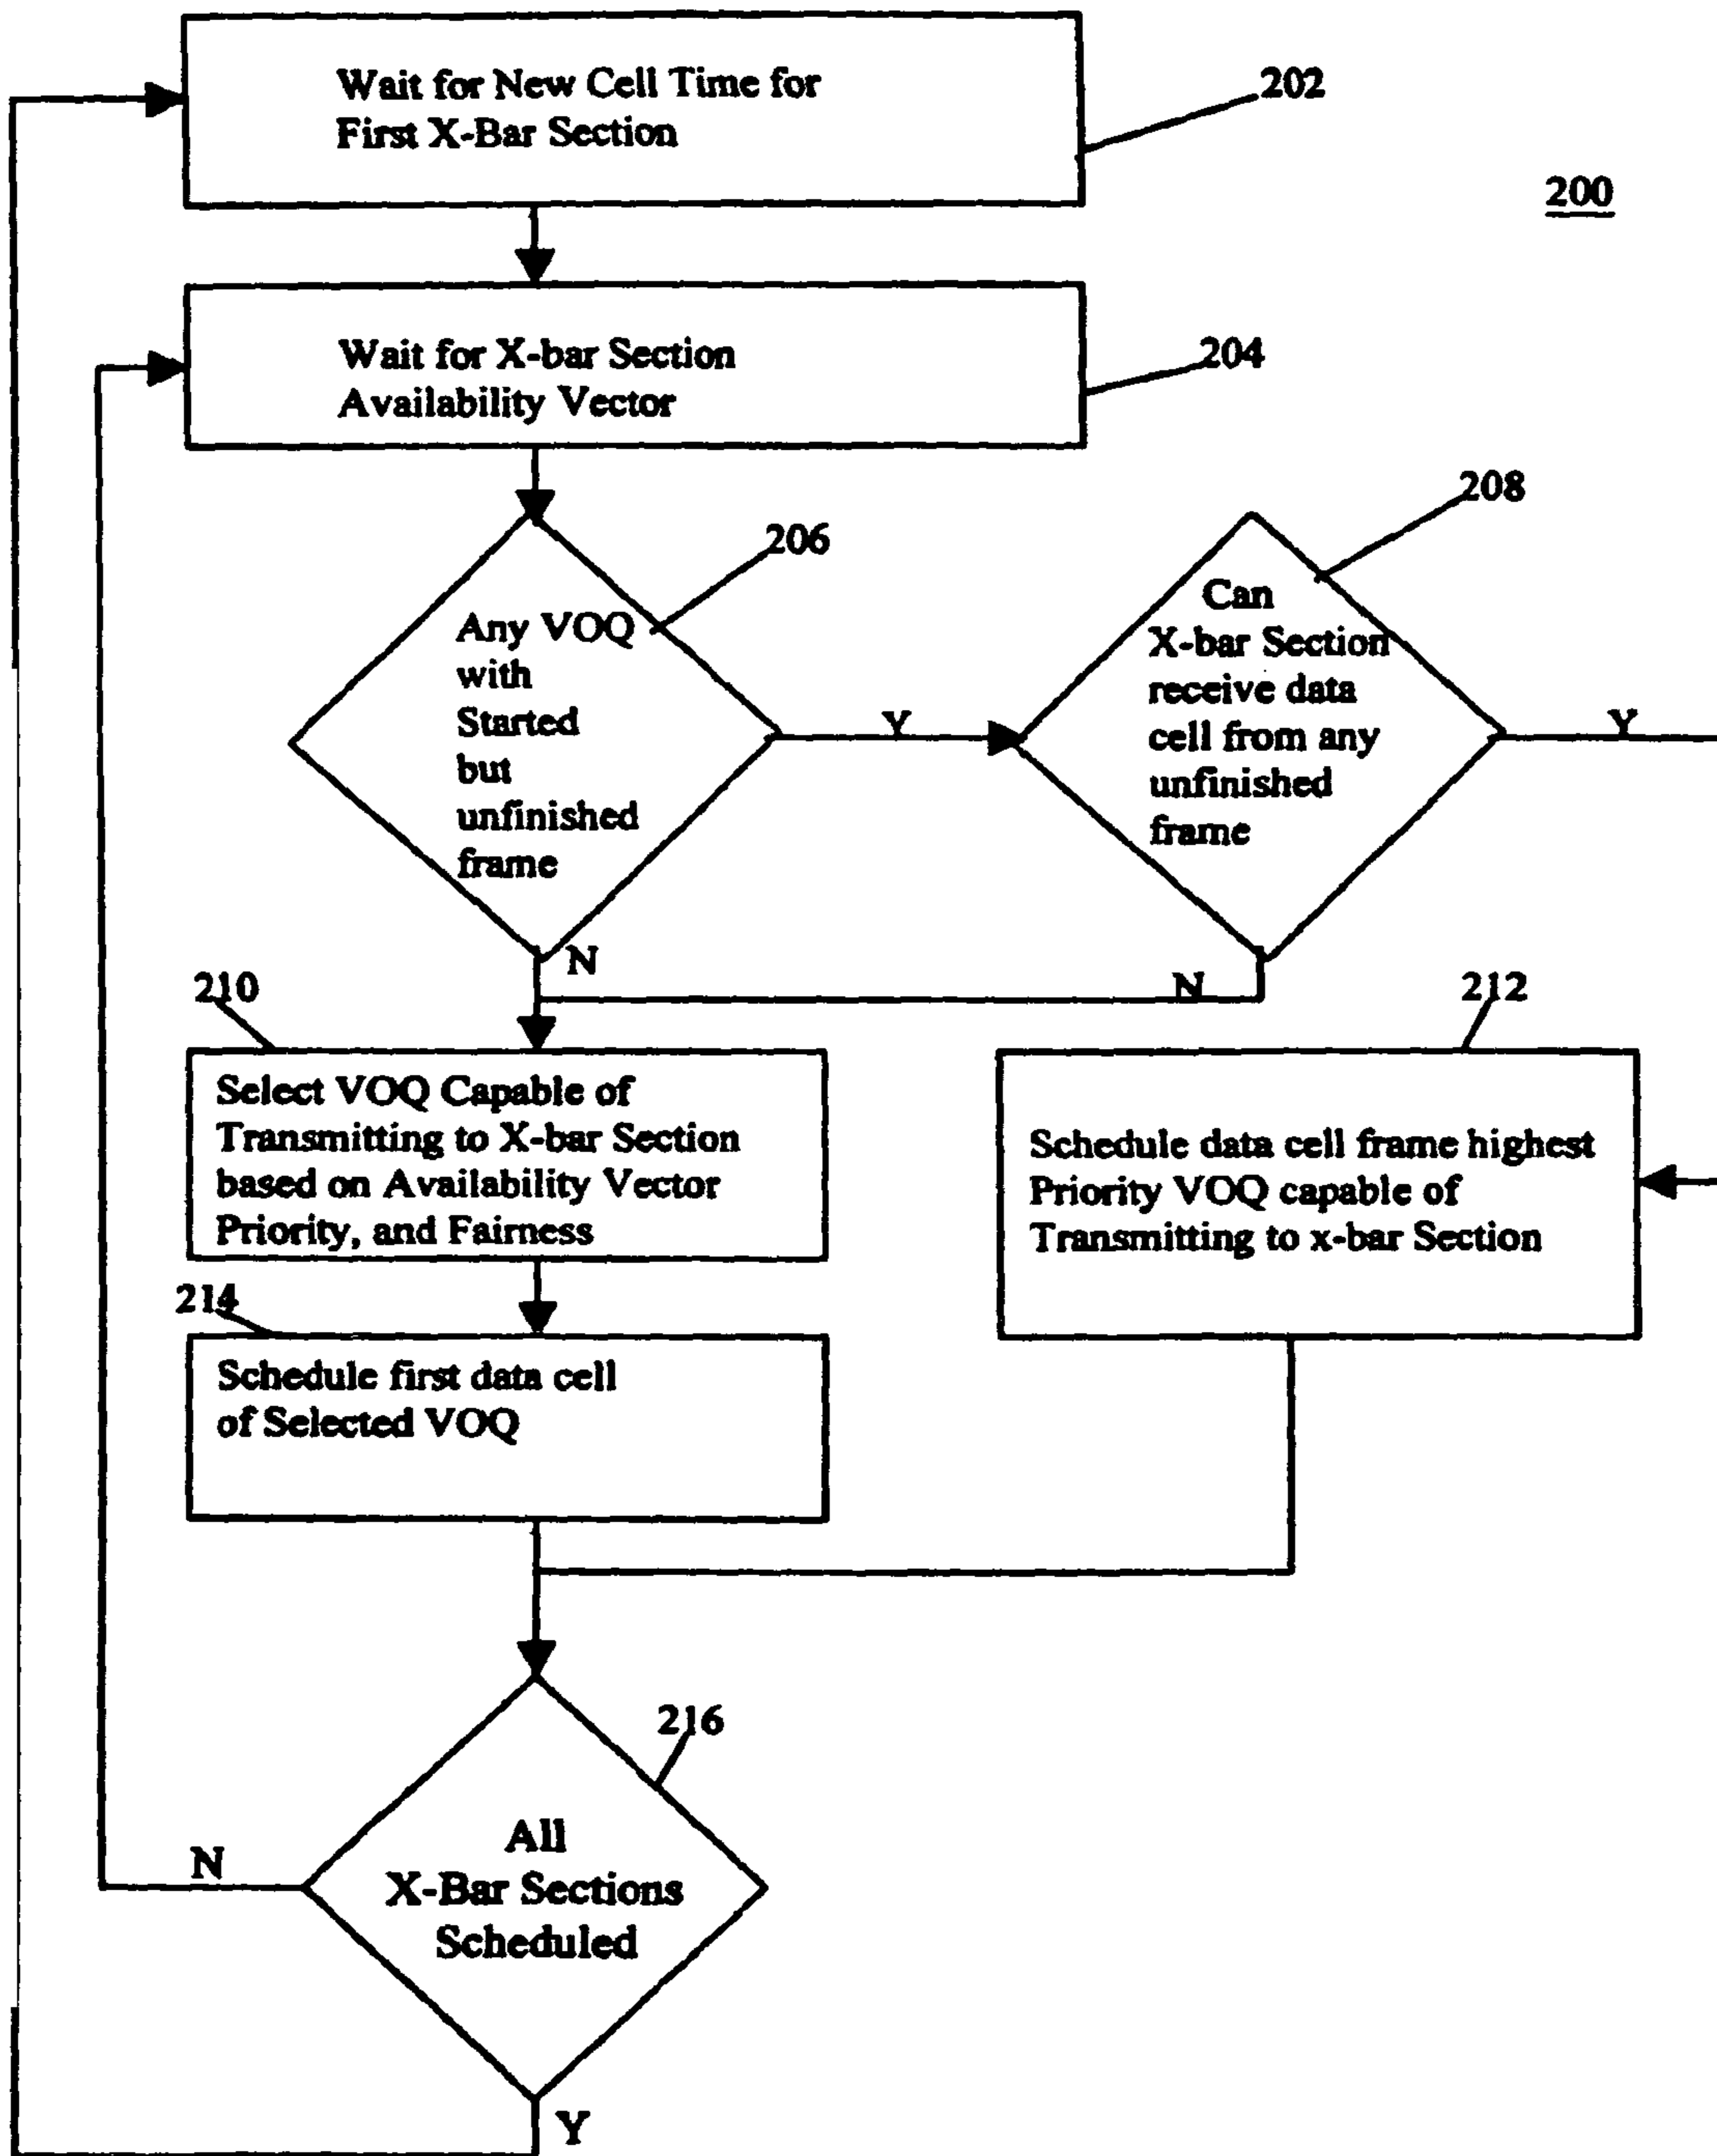 Wait for New Cell Time for
First X-Bar Section
202
200
Wait for X-bar Section
Availability Vector
204
206
Any VOQ
with
Started
but
unfinished
frame
Y
N
208
Can
X-bar Section
receive data
cell from any
unfinished
frame
Y
N
210
Select VOQ Capable of
Transmitting to X-bar Section
based on Availability Vector
Priority, and Fairness
212
Schedule data cell frame highest
Priority VOQ capable of
Transmitting to x-bar Section
214
Schedule first data cell
of Selected VOQ
216
All
X-Bar Sections
Scheduled
N
Y